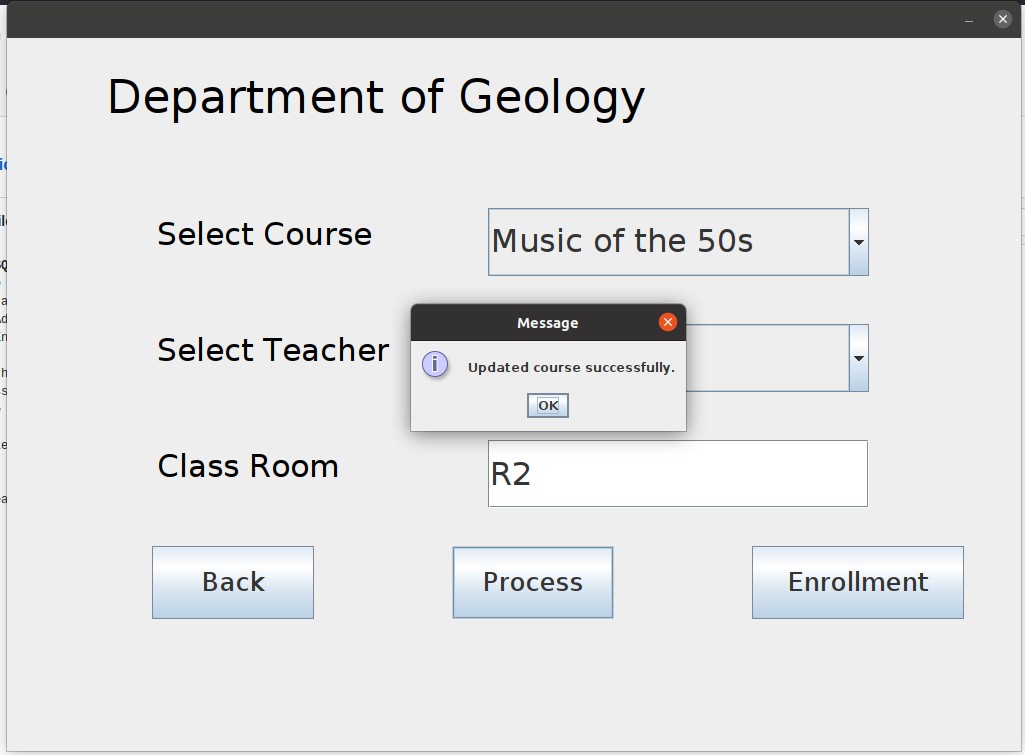 Department of Geology
Select Course
Music of the 50s
Message
Select Teacher
Updated course successfully.
OK
Class Room
R2
Back
Process
Enrollment